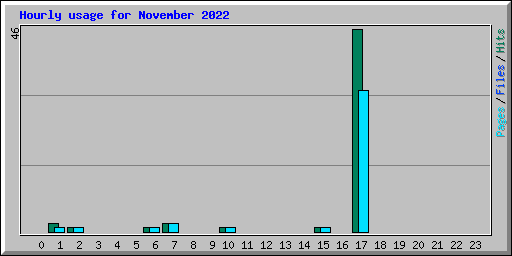 Hourly usage for November 2022
46
Pages/Files/Hits
0 1 2 3 4 5 6 7 8 9 10 11 12 13 14 15 16 17 18 19 20 21 22 23